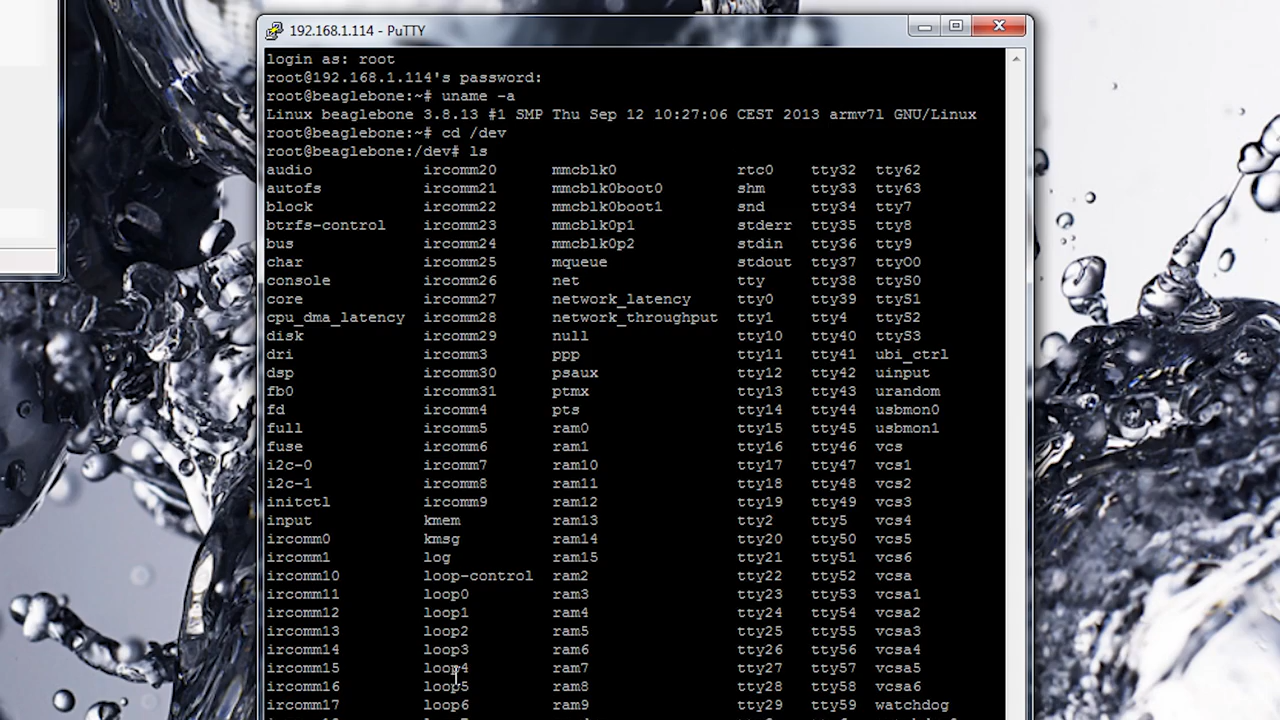 192.168.1.114 - PuTTY
login as: root
root@192.168.1.114's password:
root@beaglebone:~# uname -a
Linux beaglebone 3.8.13 #1 SMP Thu Sep 12 10:27:06 CEST 2013 armv7l GNU/Linux
root@beaglebone:~# cd /dev
root@beaglebone:/dev# ls
audio ircomm20 mmcblk0 rtc0 tty32 tty62
autofs ircomm21 mmcblk0boot0 shm tty33 tty63
block ircomm22 mmcblk0boot1 snd tty34 tty7
btrfs-control ircomm23 mmcblk0p1 stderr tty35 tty8
bus ircomm24 mmcblk0p2 stdin tty36 tty9
char ircomm25 mqueue stdout tty37 ttyO0
console ircomm26 net tty tty38 ttyS0
core ircomm27 network_latency tty0 tty39 ttyS1
cpu_dma_latency ircomm28 network_throughput tty1 tty4 ttyS2
disk ircomm29 null tty10 tty40 ttyS3
dri ircomm3 ppp tty11 tty41 ubi_ctrl
dsp ircomm30 psaux tty12 tty42 uinput
fb0 ircomm31 ptmx tty13 tty43 urandom
fd ircomm4 pts tty14 tty44 usbmon0
full ircomm5 ram0 tty15 tty45 usbmon1
fuse ircomm6 ram1 tty16 tty46 vcs
i2c-0 ircomm7 ram10 tty17 tty47 vcs1
i2c-1 ircomm8 ram11 tty18 tty48 vcs2
initctl ircomm9 ram12 tty19 tty49 vcs3
input kmem ram13 tty2 tty5 vcs4
ircomm0 kmsg ram14 tty20 tty50 vcs5
ircomm1 log ram15 tty21 tty51 vcs6
ircomm10 loop-control ram2 tty22 tty52 vcsa
ircomm11 loop0 ram3 tty23 tty53 vcsa1
ircomm12 loop1 ram4 tty24 tty54 vcsa2
ircomm13 loop2 ram5 tty25 tty55 vcsa3
ircomm14 loop3 ram6 tty26 tty56 vcsa4
ircomm15 loop4 ram7 tty27 tty57 vcsa5
ircomm16 loop5 ram8 tty28 tty58 vcsa6
ircomm17 loop6 ram9 tty29 tty59 watchdog